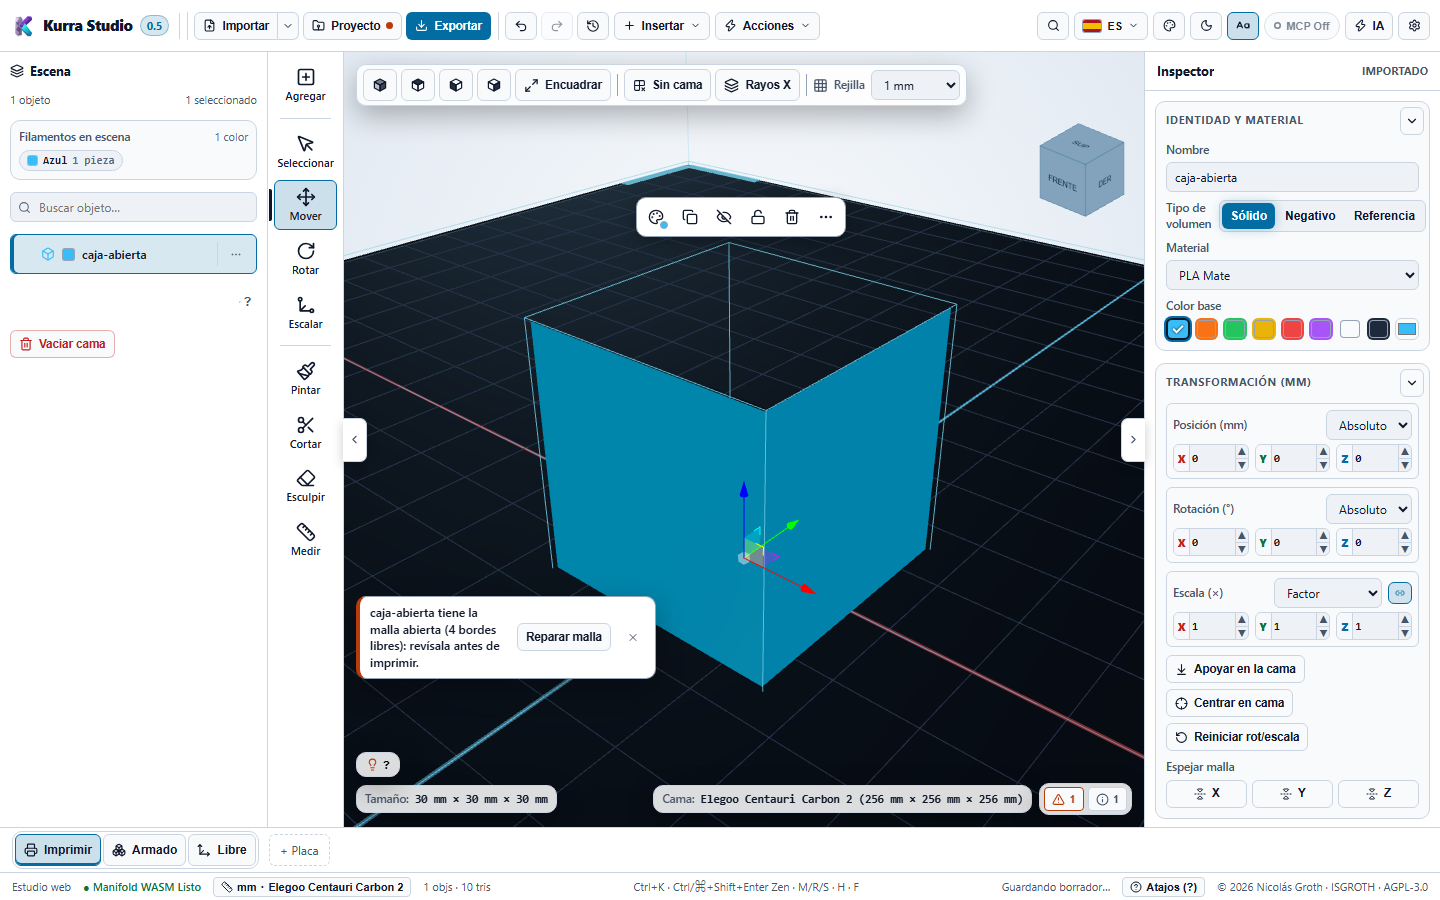 Kurra Studio 0.5
Importar
Proyecto
Exportar
Insertar
Acciones
ES
Aa
MCP Off
IA
Escena
1 objeto
1 seleccionado
Filamentos en escena
1 color
Azul 1 pieza
Buscar objeto...
caja-abierta
?
Vaciar cama
Agregar
Seleccionar
Mover
Rotar
Escalar
Pintar
Cortar
Esculpir
Medir
Encuadrar
Sin cama
Rayos X
Rejilla
1 mm
FRENTE
DER
caja-abierta tiene la
malla abierta (4 bordes
libres): revísala antes de
imprimir.
Reparar malla
?
Tamaño: 30 mm × 30 mm × 30 mm
Cama: Elegoo Centauri Carbon 2 (256 mm × 256 mm × 256 mm)
1
1
Inspector
IMPORTADO
IDENTIDAD Y MATERIAL
Nombre
caja-abierta
Tipo de
volumen
Sólido
Negativo
Referencia
Material
PLA Mate
Color base
TRANSFORMACIÓN (MM)
Posición (mm)
Absoluto
X 0
Y 0
Z 0
Rotación (°)
Absoluto
X 0
Y 0
Z 0
Escala (×)
Factor
X 1
Y 1
Z 1
Apoyar en la cama
Centrar en cama
Reiniciar rot/escala
Espejar malla
X
Y
Z
Imprimir
Armado
Libre
+ Placa
Estudio web
Manifold WASM Listo
mm · Elegoo Centauri Carbon 2
1 objs · 10 tris
Ctrl+K · Ctrl/⌘+Shift+Enter Zen · M/R/S · H · F
Guardando borrador...
Atajos (?)
© 2026 Nicolás Groth · ISGROTH · AGPL-3.0